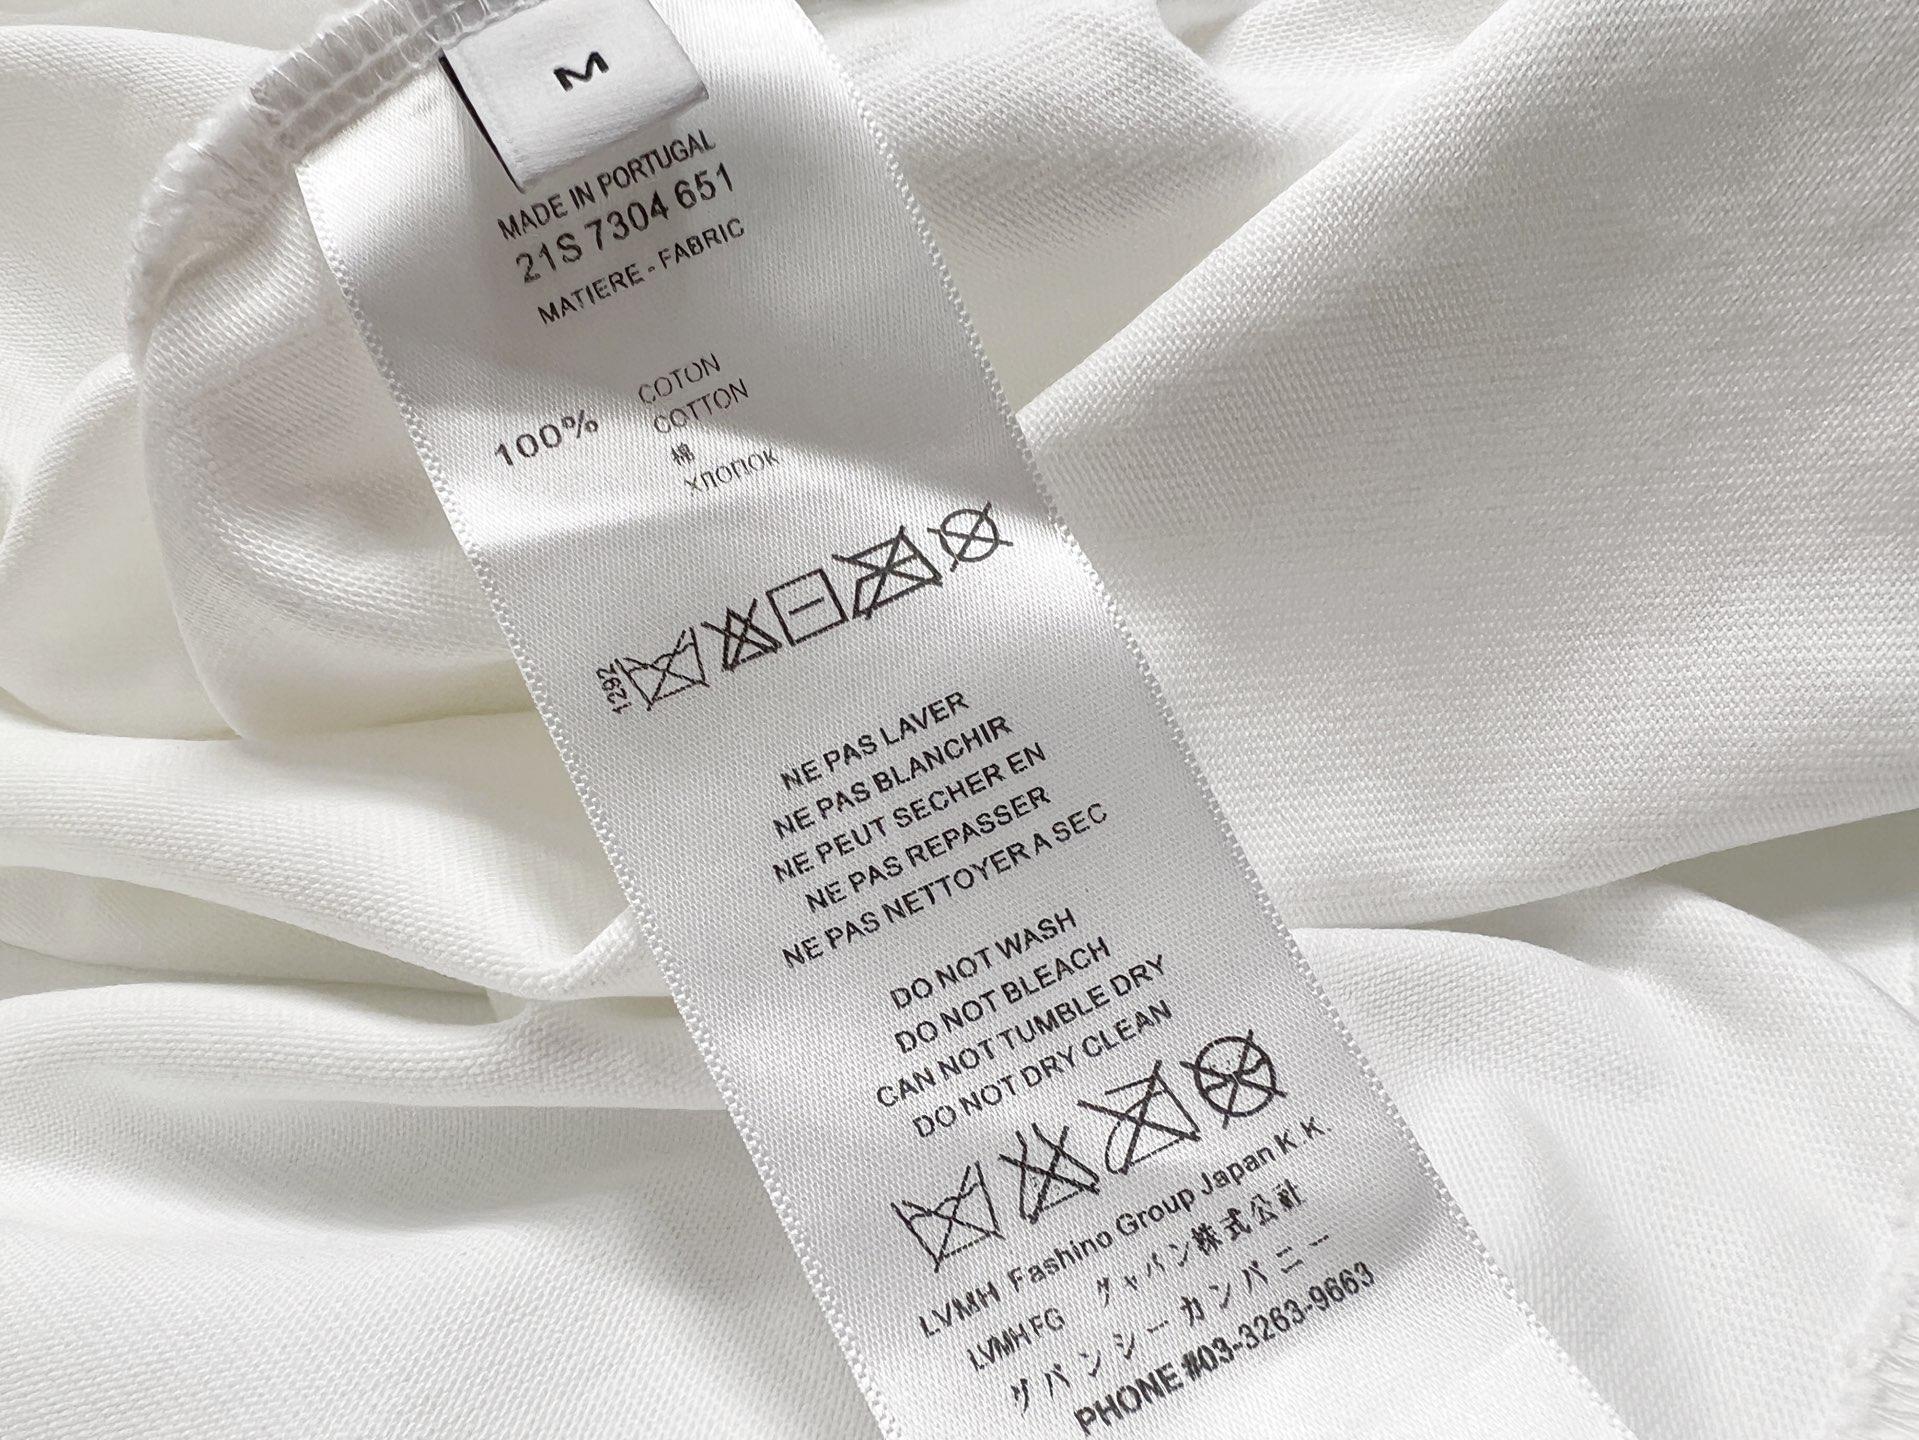 M
MADE IN PORTUGAL
21S 7304 651
MATIERE - FABRIC
100%
COTON
COTTON
棉
хлопок
1292
NE PAS LAVER
NE PAS BLANCHIR
NE PEUT SECHER EN
NE PAS REPASSER
NE PAS NETTOYER A SEC
DO NOT WASH
DO NOT BLEACH
CAN NOT TUMBLE DRY
DO NOT DRY CLEAN
LVMH Fashino Group Japan K.K.
LVMH FG ジャパン株式会社
ジバンシーカンパニー
PHONE #03-3263-9663